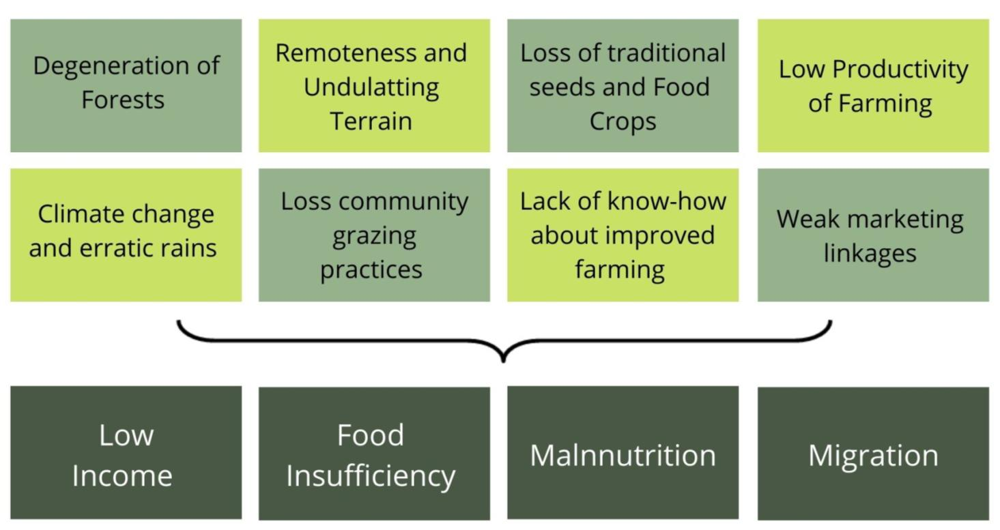 Degeneration of
Forests
Remoteness and
Undulatting
Terrain
Loss of traditional
seeds and Food
Crops
Low Productivity
of Farming
Climate change
and erratic rains
Loss community
grazing
practices
Lack of know-how
about improved
farming
Weak marketing
linkages
Low
Income
Food
Insufficiency
Malnnutrition
Migration